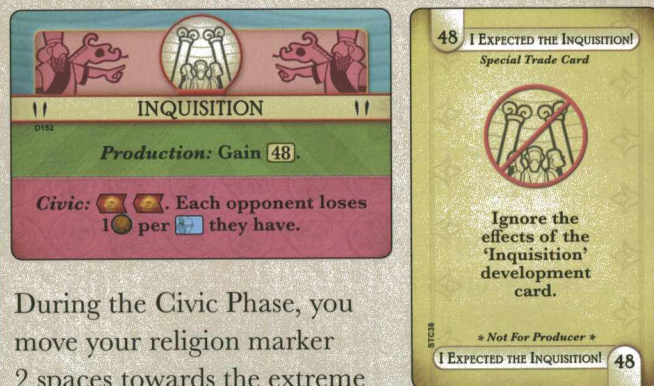 INQUISITION
D152
Production: Gain 48.
Civic: . Each opponent loses
1 per they have.
During the Civic Phase, you
move your religion marker
2 spaces towards the extreme
48 I EXPECTED THE INQUISITION!
Special Trade Card
Ignore the
effects of the
‘Inquisition’
development
card.
STC38
* Not For Producer *
I EXPECTED THE INQUISITION! 48